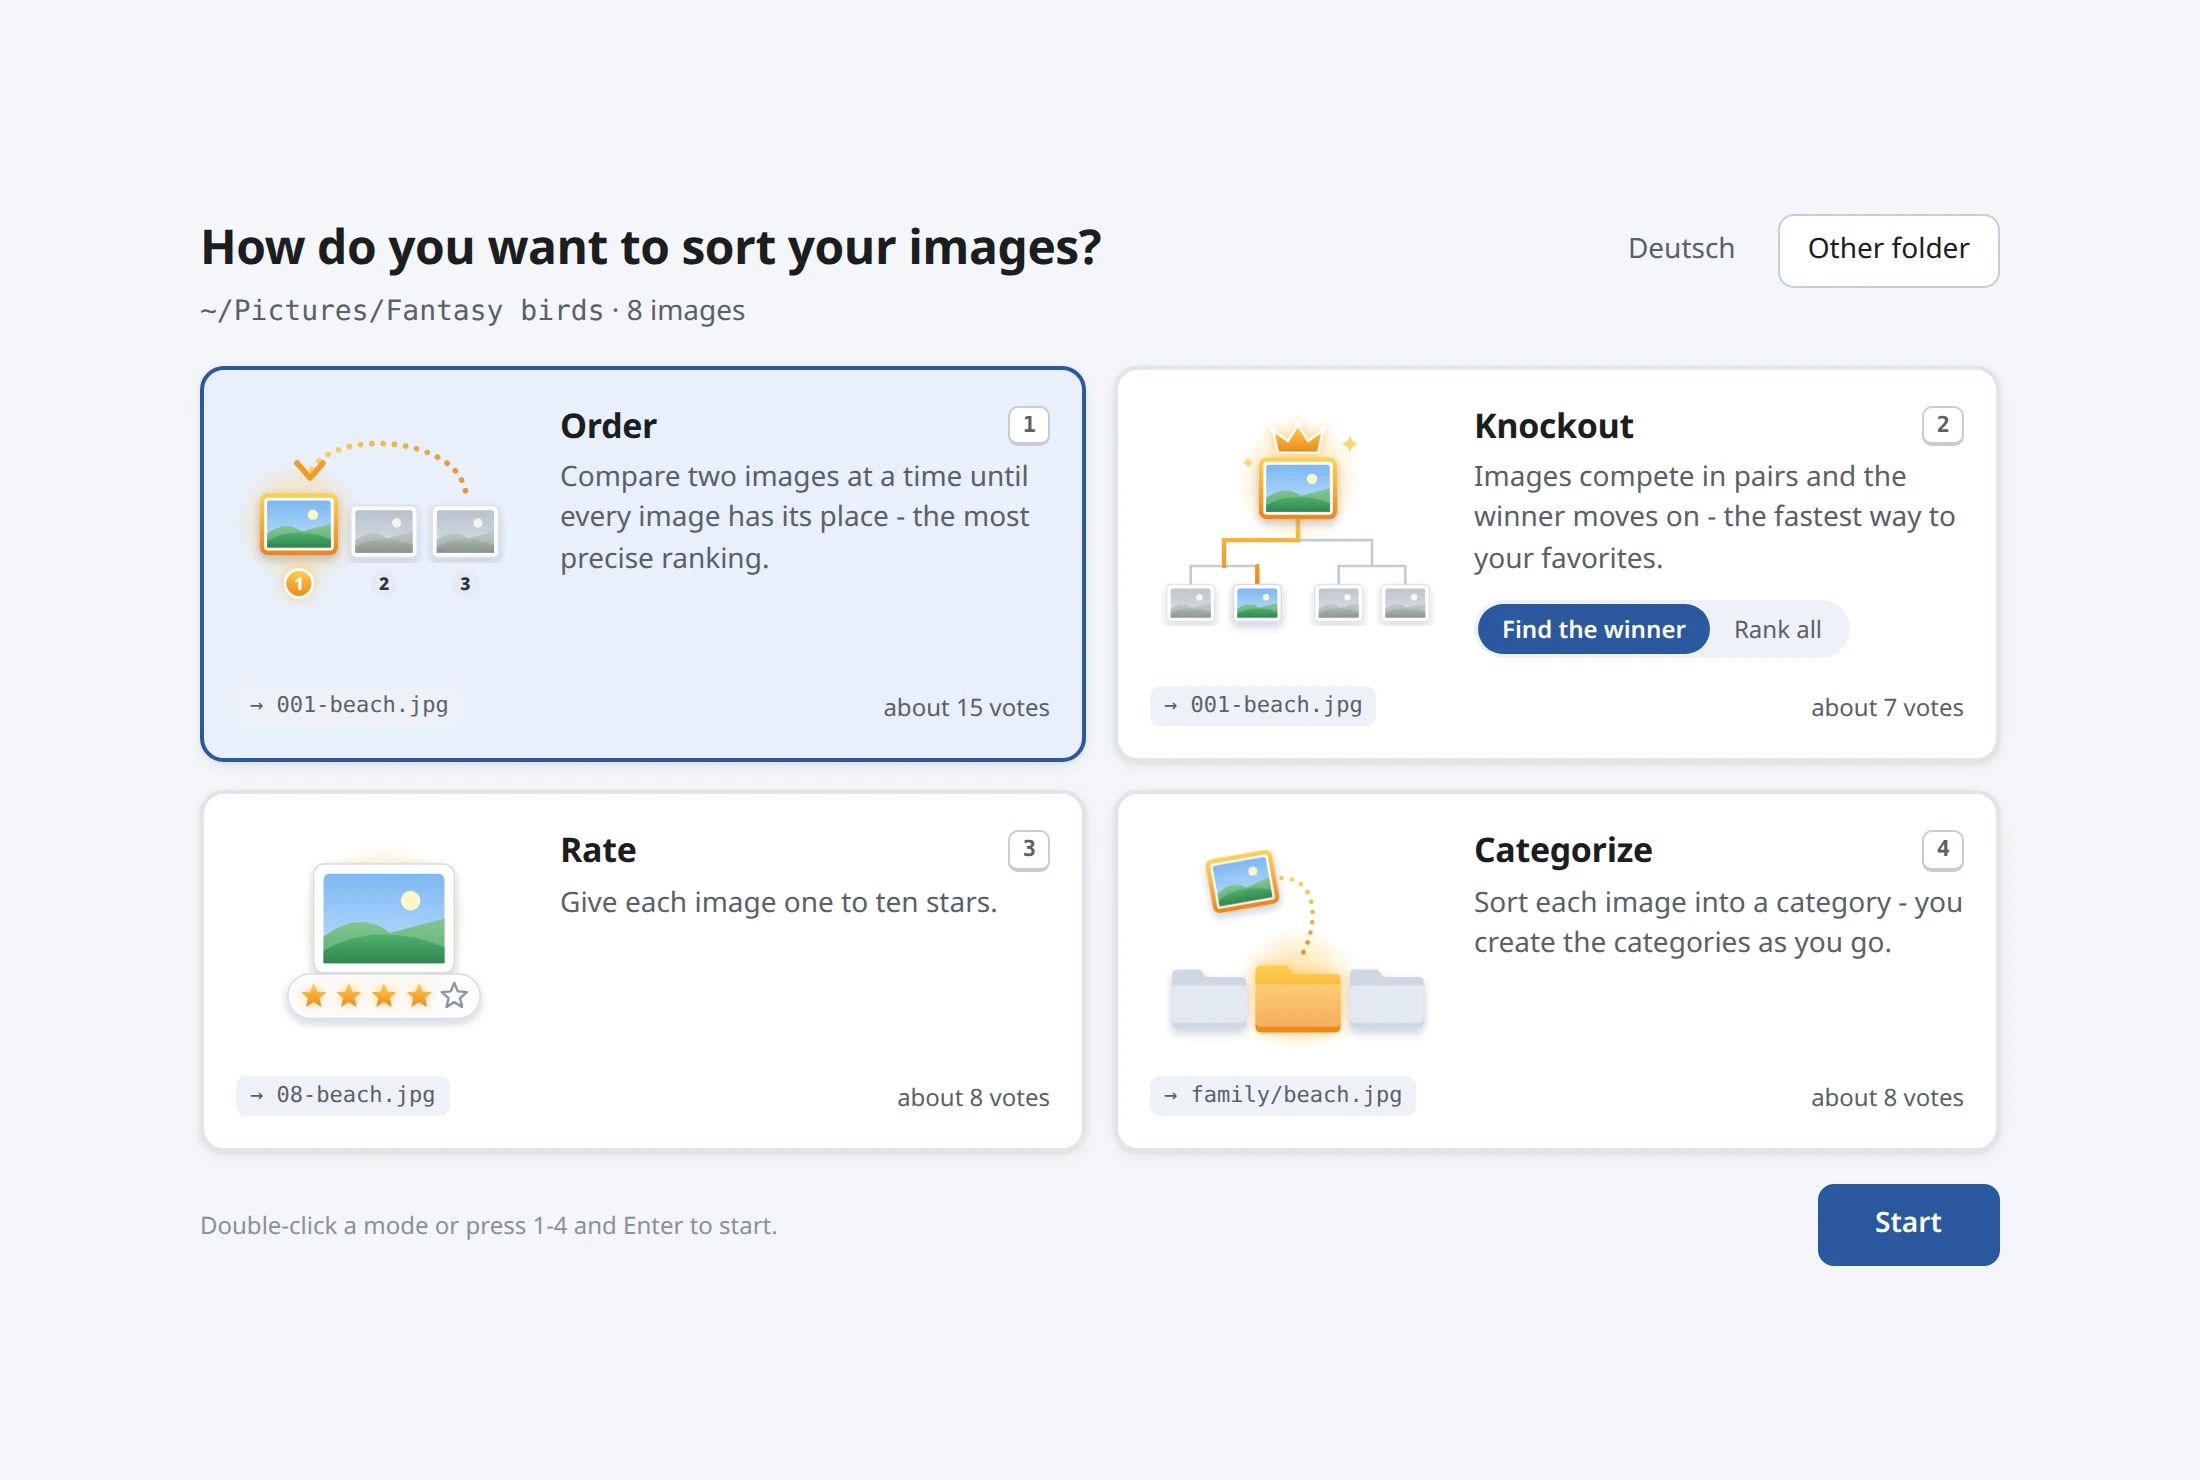 How do you want to sort your images?
Deutsch
Other folder
~/Pictures/Fantasy birds · 8 images
Order
1
Compare two images at a time until
every image has its place - the most
precise ranking.
1
2
3
→ 001-beach.jpg
about 15 votes
Knockout
2
Images compete in pairs and the
winner moves on - the fastest way to
your favorites.
Find the winner
Rank all
→ 001-beach.jpg
about 7 votes
Rate
3
Give each image one to ten stars.
→ 08-beach.jpg
about 8 votes
Categorize
4
Sort each image into a category - you
create the categories as you go.
→ family/beach.jpg
about 8 votes
Double-click a mode or press 1-4 and Enter to start.
Start